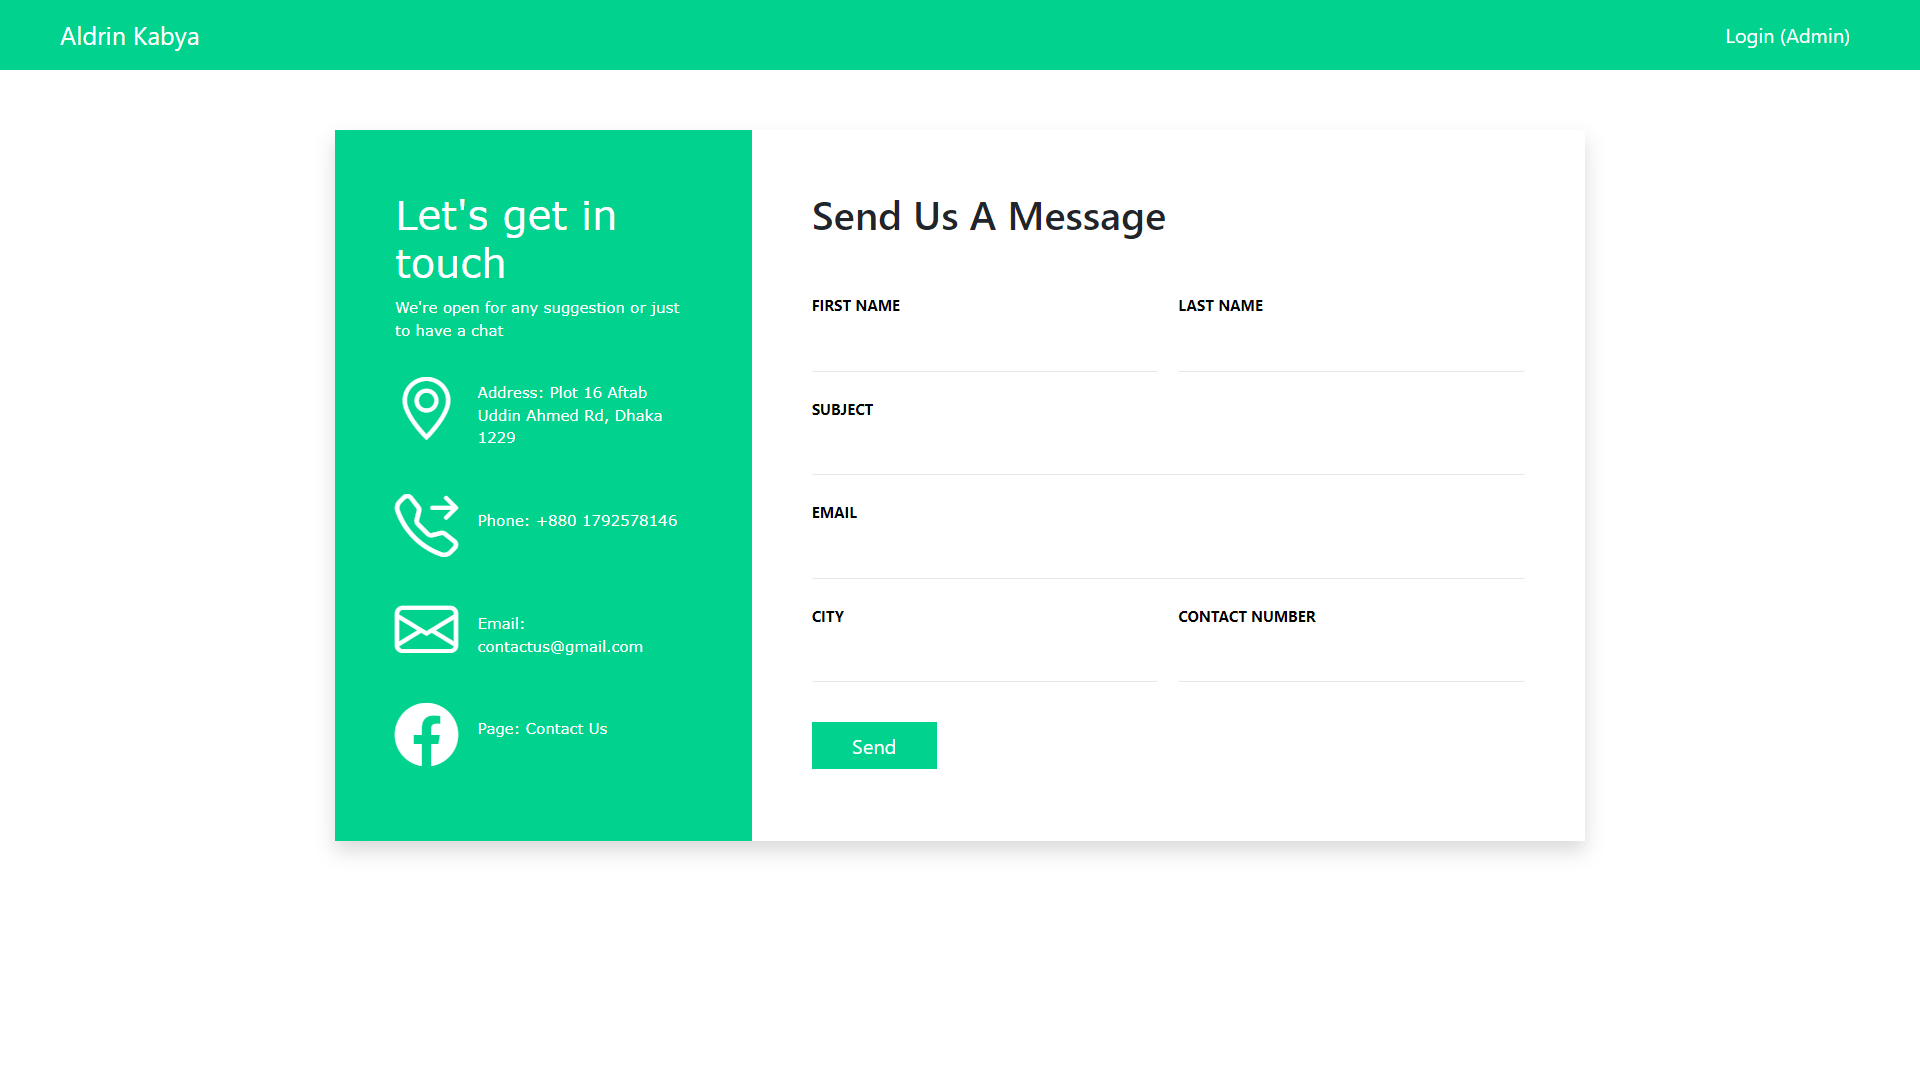 Aldrin Kabya
Login (Admin)
Let's get in
touch
We're open for any suggestion or just
to have a chat
Address: Plot 16 Aftab
Uddin Ahmed Rd, Dhaka
1229
Phone: +880 1792578146
Email:
contactus@gmail.com
Page: Contact Us
Send Us A Message
FIRST NAME
LAST NAME
SUBJECT
EMAIL
CITY
CONTACT NUMBER
Send